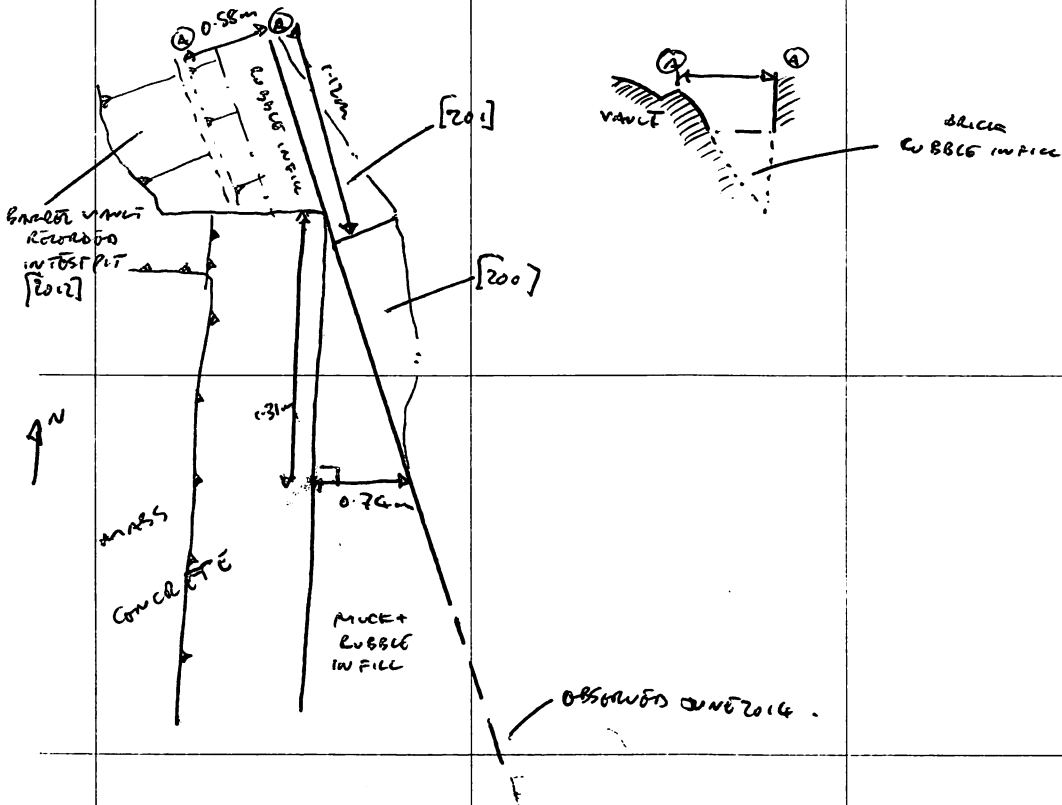 0.58m
A
A
RUBBLE INFILL
1.12m
[201]
BARREL VAULT
RECORDED
IN TEST PIT
[2012]
[200]
N
1.31m
0.74m
MASS
CONCRETE
MUCK +
RUBBLE
INFILL
OBSERVED JUNE 2014.
A
A
VAULT
BRICK
RUBBLE INFILL